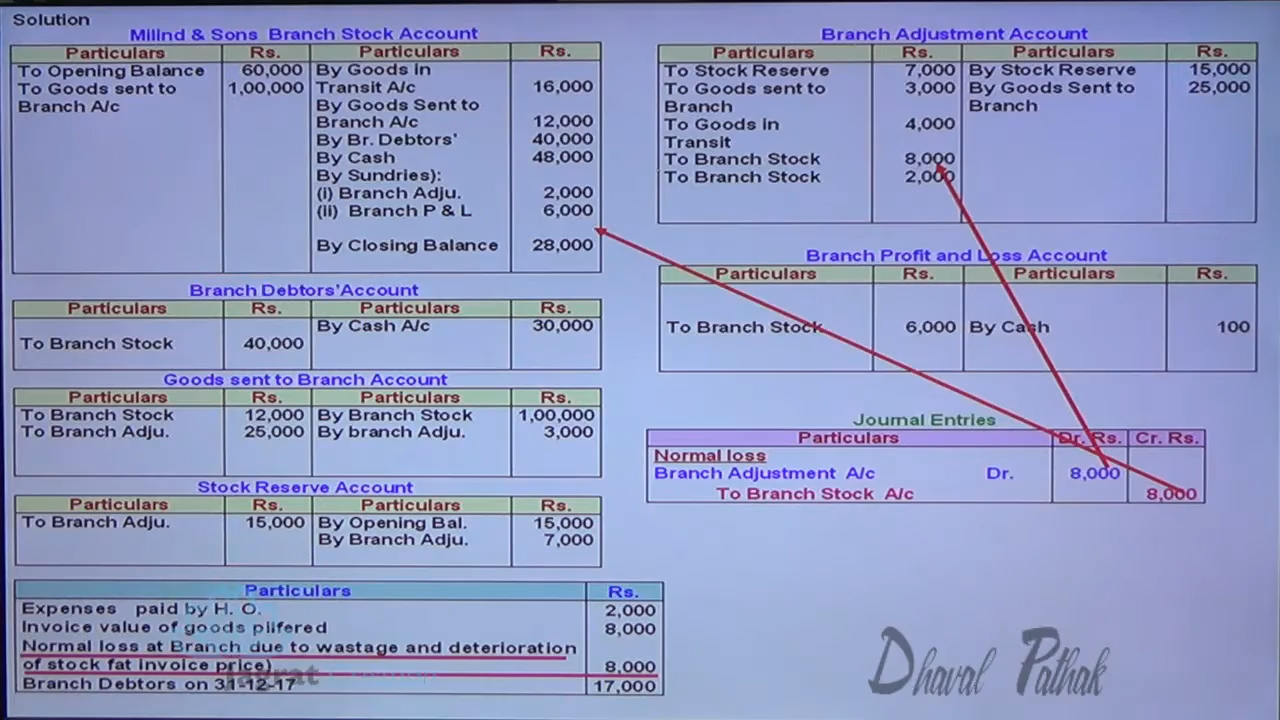 Solution
Milind & Sons Branch Stock Account
Particulars Rs. Particulars Rs.
To Opening Balance 60,000 By Goods in
To Goods sent to 1,00,000 Transit A/c 16,000
Branch A/c By Goods Sent to
Branch A/c 12,000
By Br. Debtors' 40,000
By Cash 48,000
By Sundries):
(i) Branch Adju. 2,000
(ii) Branch P & L 6,000
By Closing Balance 28,000
Branch Debtors'Account
Particulars Rs. Particulars Rs.
By Cash A/c 30,000
To Branch Stock 40,000
Goods sent to Branch Account
Particulars Rs. Particulars Rs.
To Branch Stock 12,000 By Branch Stock 1,00,000
To Branch Adju. 25,000 By branch Adju. 3,000
Stock Reserve Account
Particulars Rs. Particulars Rs.
To Branch Adju. 15,000 By Opening Bal. 15,000
By Branch Adju. 7,000
Particulars Rs.
Expenses paid by H. O. 2,000
Invoice value of goods plifered 8,000
Normal loss at Branch due to wastage and deterioration
of stock fat invoice price) 8,000
Branch Debtors on 31-12-17 17,000
Jagrat
Branch Adjustment Account
Particulars Rs. Particulars Rs.
To Stock Reserve 7,000 By Stock Reserve 15,000
To Goods sent to 3,000 By Goods Sent to 25,000
Branch Branch
To Goods in 4,000
Transit
To Branch Stock 8,000
To Branch Stock 2,000
Branch Profit and Loss Account
Particulars Rs. Particulars Rs.
To Branch Stock 6,000 By Cash 100
Journal Entries
Particulars Dr. Rs. Cr. Rs.
Normal loss
Branch Adjustment A/c Dr. 8,000
To Branch Stock A/c 8,000
Dhaval Pathak